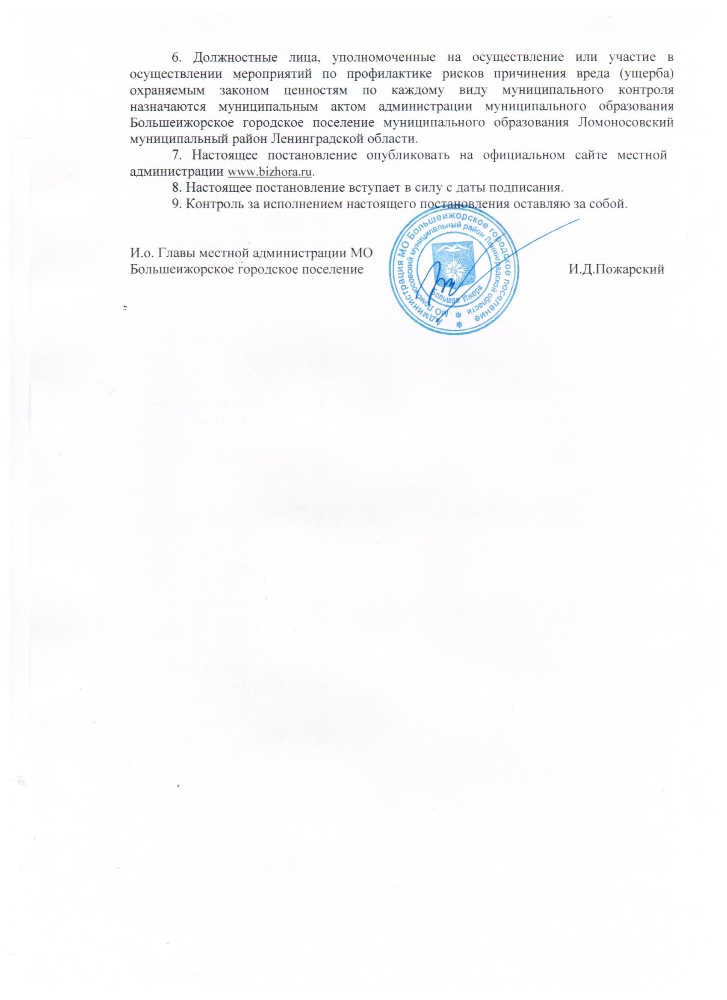 6. Должностные лица, уполномоченные на осуществление или участие в
осуществлении мероприятий по профилактике рисков причинения вреда (ущерба)
охраняемым законом ценностям по каждому виду муниципального контроля
назначаются муниципальным актом администрации муниципального образования
Большеижорское городское поселение муниципального образования Ломоносовский
муниципальный район Ленинградской области.
7. Настоящее постановление опубликовать на официальном сайте местной
администрации www.bizhora.ru.
8. Настоящее постановление вступает в силу с даты подписания.
9. Контроль за исполнением настоящего постановления оставляю за собой.
И.о. Главы местной администрации МО
Большеижорское городское поселение И.Д.Пожарский
Администрация МО Большеижорское городское поселение *
МО Ломоносовский муниципальный район Ленинградской области *
Большая Ижора